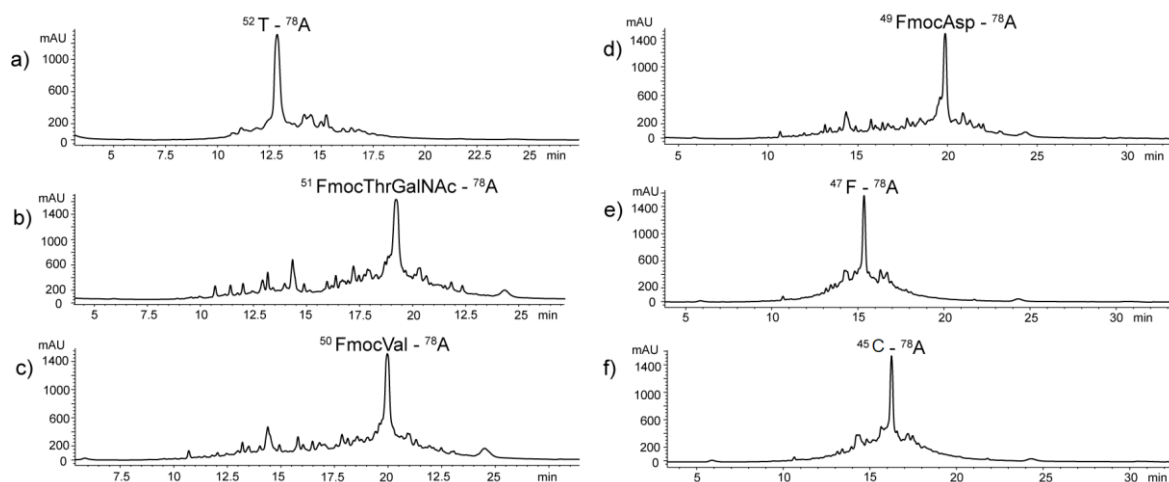 a)
mAU
⁵²T - ⁷⁸A
1000
600
200
0
5 7.5 10 12.5 15 17.5 20 22.5 25 min
b)
mAU
⁵¹FmocThrGalNAc - ⁷⁸A
1400
1000
600
200
0
5 7.5 10 12.5 15 17.5 20 12.5 25 min
c)
mAU
⁵⁰FmocVal - ⁷⁸A
1400
1000
600
200
0
7.5 10 12.5 15 17.5 20 12.5 25 min
d)
mAU
⁴⁹FmocAsp - ⁷⁸A
1400
1000
600
200
0
5 10 15 20 25 30 min
e)
mAU
⁴⁷F - ⁷⁸A
1400
1000
600
200
0
5 10 15 20 25 30 min
f)
mAU
⁴⁵C - ⁷⁸A
1400
1000
600
200
0
5 10 15 20 25 30 min